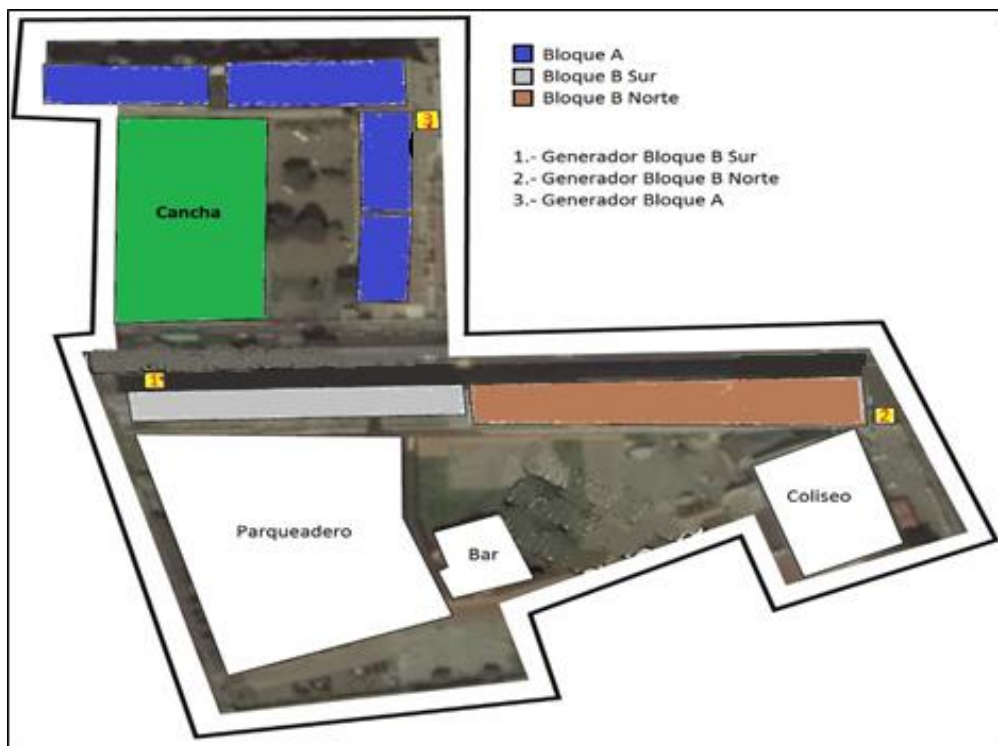 Bloque A
Bloque B Sur
Bloque B Norte
1.- Generador Bloque B Sur
2.- Generador Bloque B Norte
3.- Generador Bloque A
3
Cancha
1
2
Parqueadero
Bar
Coliseo